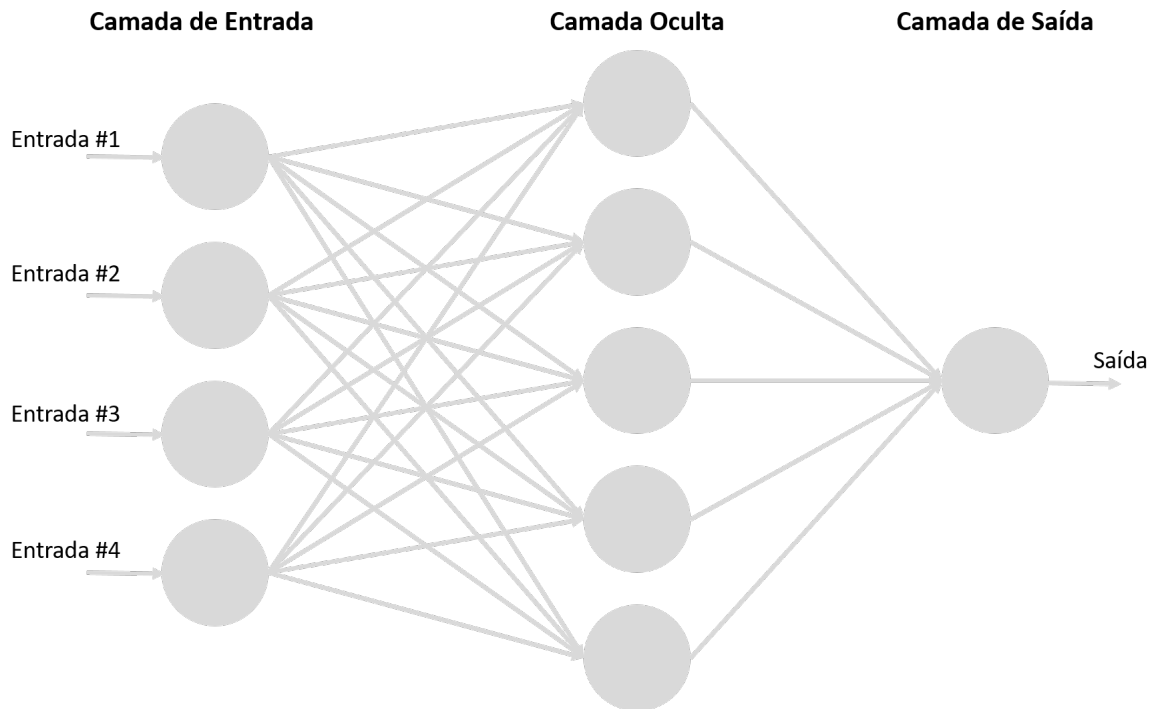 Camada de Entrada
Camada Oculta
Camada de Saída
Entrada #1
Entrada #2
Entrada #3
Entrada #4
Saída